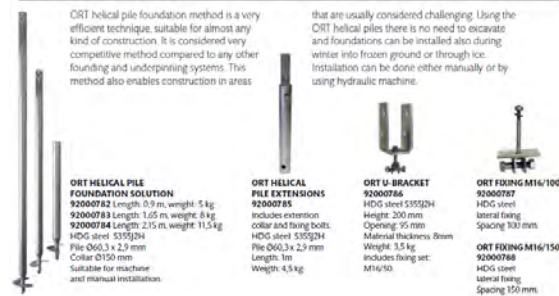 ORT helical pile foundation method is a very
efficient technique, suitable for almost any
kind of construction. It is considered very
competitive method compared to any other
founding and underpinning systems. This
method also enables construction in areas
that are usually considered challenging. Using the
ORT helical piles there is no need to excavate
and foundations can be installed also during
winter into frozen ground or through ice.
Installation can be done either manually or by
using hydraulic machine.
ORT HELICAL PILE
FOUNDATION SOLUTION
92000782 Length: 0,9 m, weight: 5 kg
92000783 Length: 1,65 m, weight: 8 kg
92000784 Length: 2,15 m, weight: 11,5 kg
HDG steel S355J2H
Pile Ø60,3 x 2,9 mm
Collar Ø150 mm
Suitable for machine
and manual installation.
ORT HELICAL
PILE EXTENSIONS
92000785
Includes extention
collar and fixing bolts.
HDG steel S355J2H
Pile Ø60,3 x 2,9 mm
Length: 1m
Weigth: 4,5 kg
ORT U-BRACKET
92000786
HDG steel S355J2H
Height: 200 mm
Opening: 95 mm
Material thickness: 8mm
Weight: 3,5 kg
Includes fixing set:
M16/50.
ORT FIXING M16/100
92000787
HDG steel
lateral fixing
Spacing 100 mm.
ORT FIXING M16/150
92000788
HDG steel
lateral fixing
Spacing 150 mm.